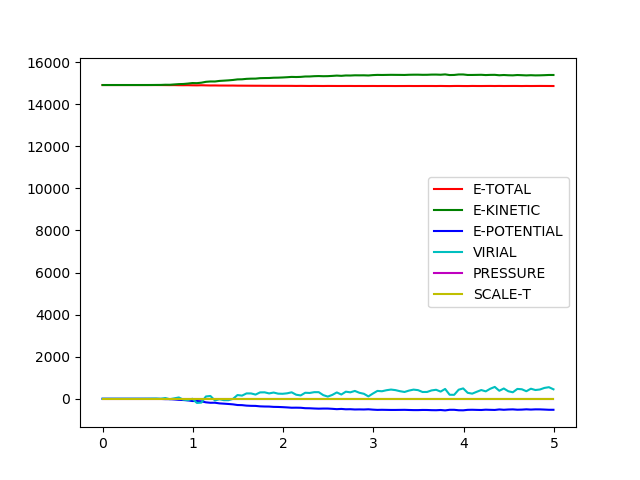 16000
14000
12000
10000
8000
6000
4000
2000
0
E-TOTAL
E-KINETIC
E-POTENTIAL
VIRIAL
PRESSURE
SCALE-T
0 1 2 3 4 5